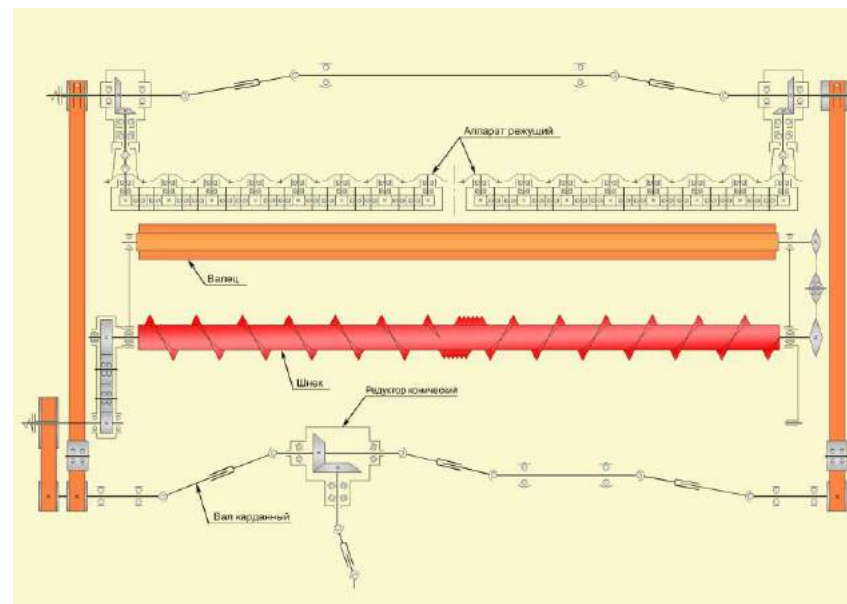 Аппарат режущий
Валец
Шнек
Редуктор конический
Вал карданный